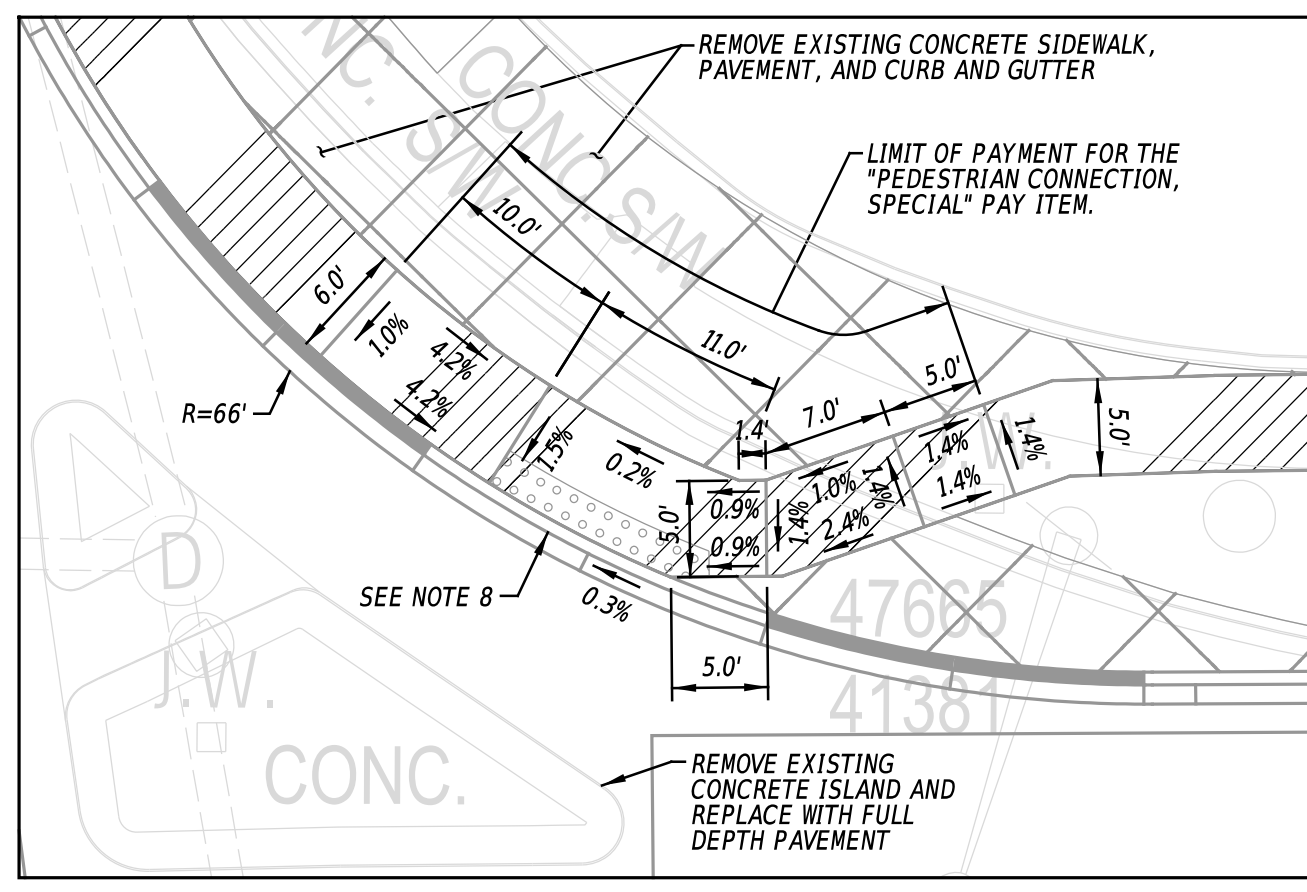 REMOVE EXISTING CONCRETE SIDEWALK,
PAVEMENT, AND CURB AND GUTTER
NC. S/W
CONC. S/W
LIMIT OF PAYMENT FOR THE
"PEDESTRIAN CONNECTION,
SPECIAL" PAY ITEM.
10.0'
6.0'
11.0'
5.0'
1.0%
4.2%
4.2%
7.0'
1.4'
R=66'
5.0'
1.5%
0.2%
1.4%
1.4%
J.W.
1.0%
1.4%
1.4%
0.9%
5.0'
1.4%
2.4%
0.9%
D
SEE NOTE 8
0.3%
47665
41381
5.0'
J.W.
CONC.
REMOVE EXISTING
CONCRETE ISLAND AND
REPLACE WITH FULL
DEPTH PAVEMENT